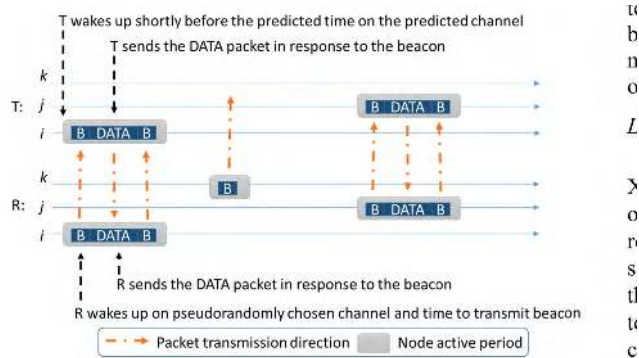 T wakes up shortly before the predicted time on the predicted channel
T sends the DATA packet in response to the beacon
k
T: j
i
B DATA B
B DATA B
k
R: j
i
B
B DATA B
B DATA B
R sends the DATA packet in response to the beacon
R wakes up on pseudorandomly chosen channel and time to transmit beacon
Packet transmission direction
Node active period